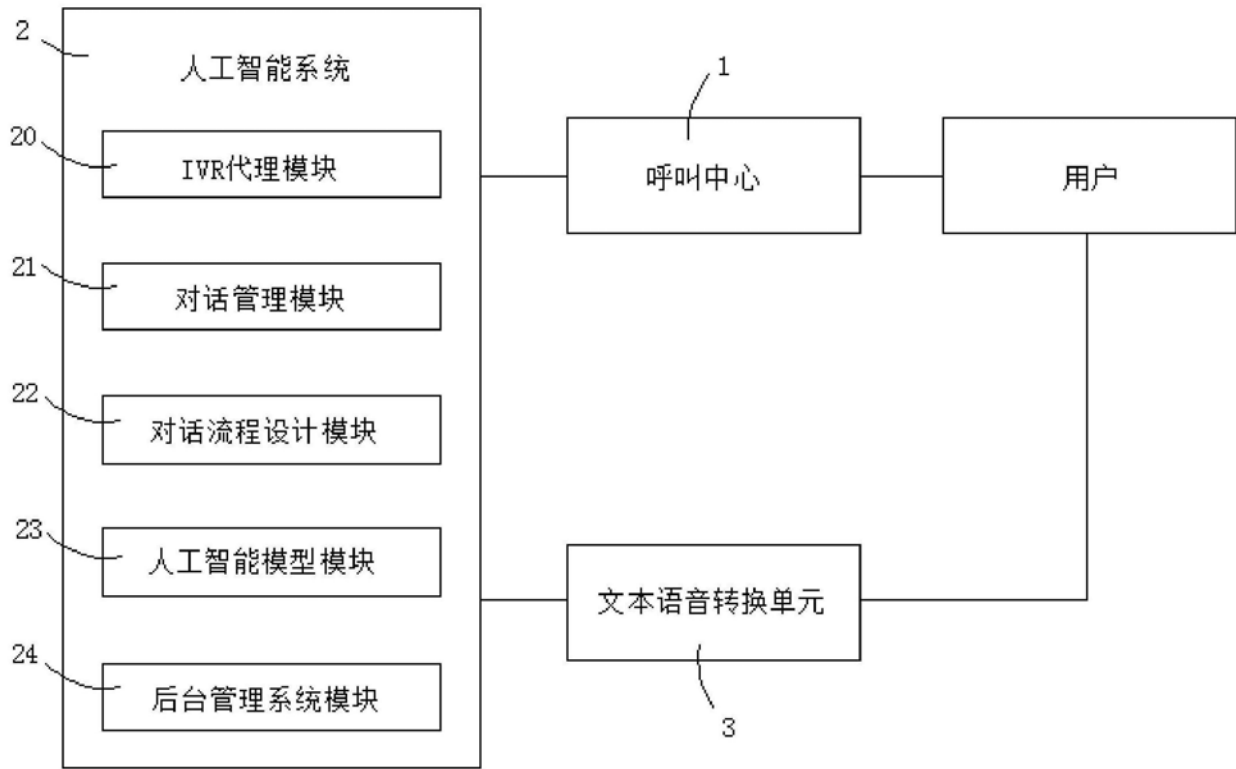 2
人工智能系统
20
IVR代理模块
21
对话管理模块
22
对话流程设计模块
23
人工智能模型模块
24
后台管理系统模块
1
呼叫中心
用户
文本语音转换单元
3